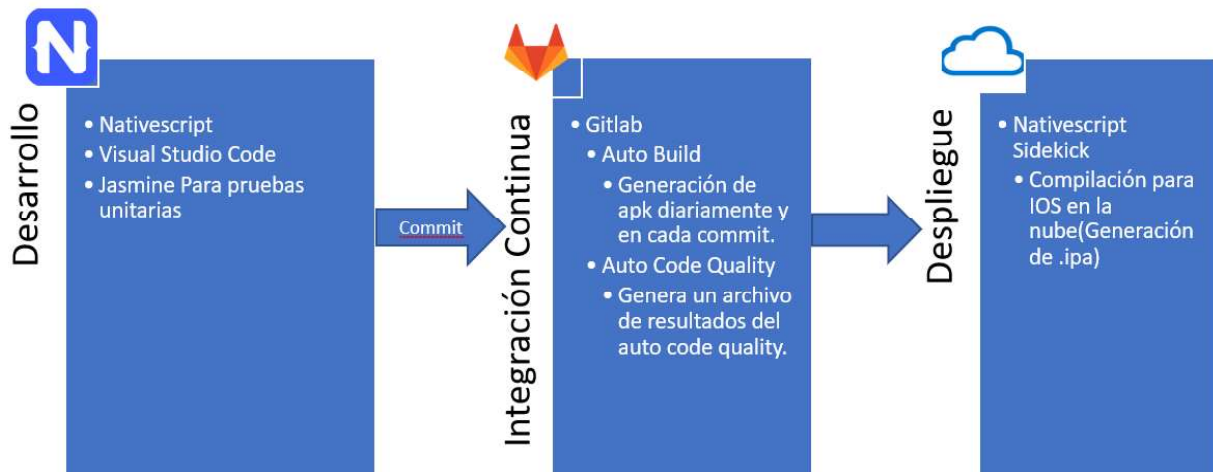 Desarrollo
• Nativescript
• Visual Studio Code
• Jasmine Para pruebas
unitarias
Commit
Integración Continua
• Gitlab
• Auto Build
• Generación de
apk diariamente y
en cada commit.
• Auto Code Quality
• Genera un archivo
de resultados del
auto code quality.
Despliegue
• Nativescript
Sidekick
• Compilación para
IOS en la
nube(Generación
de .ipa)